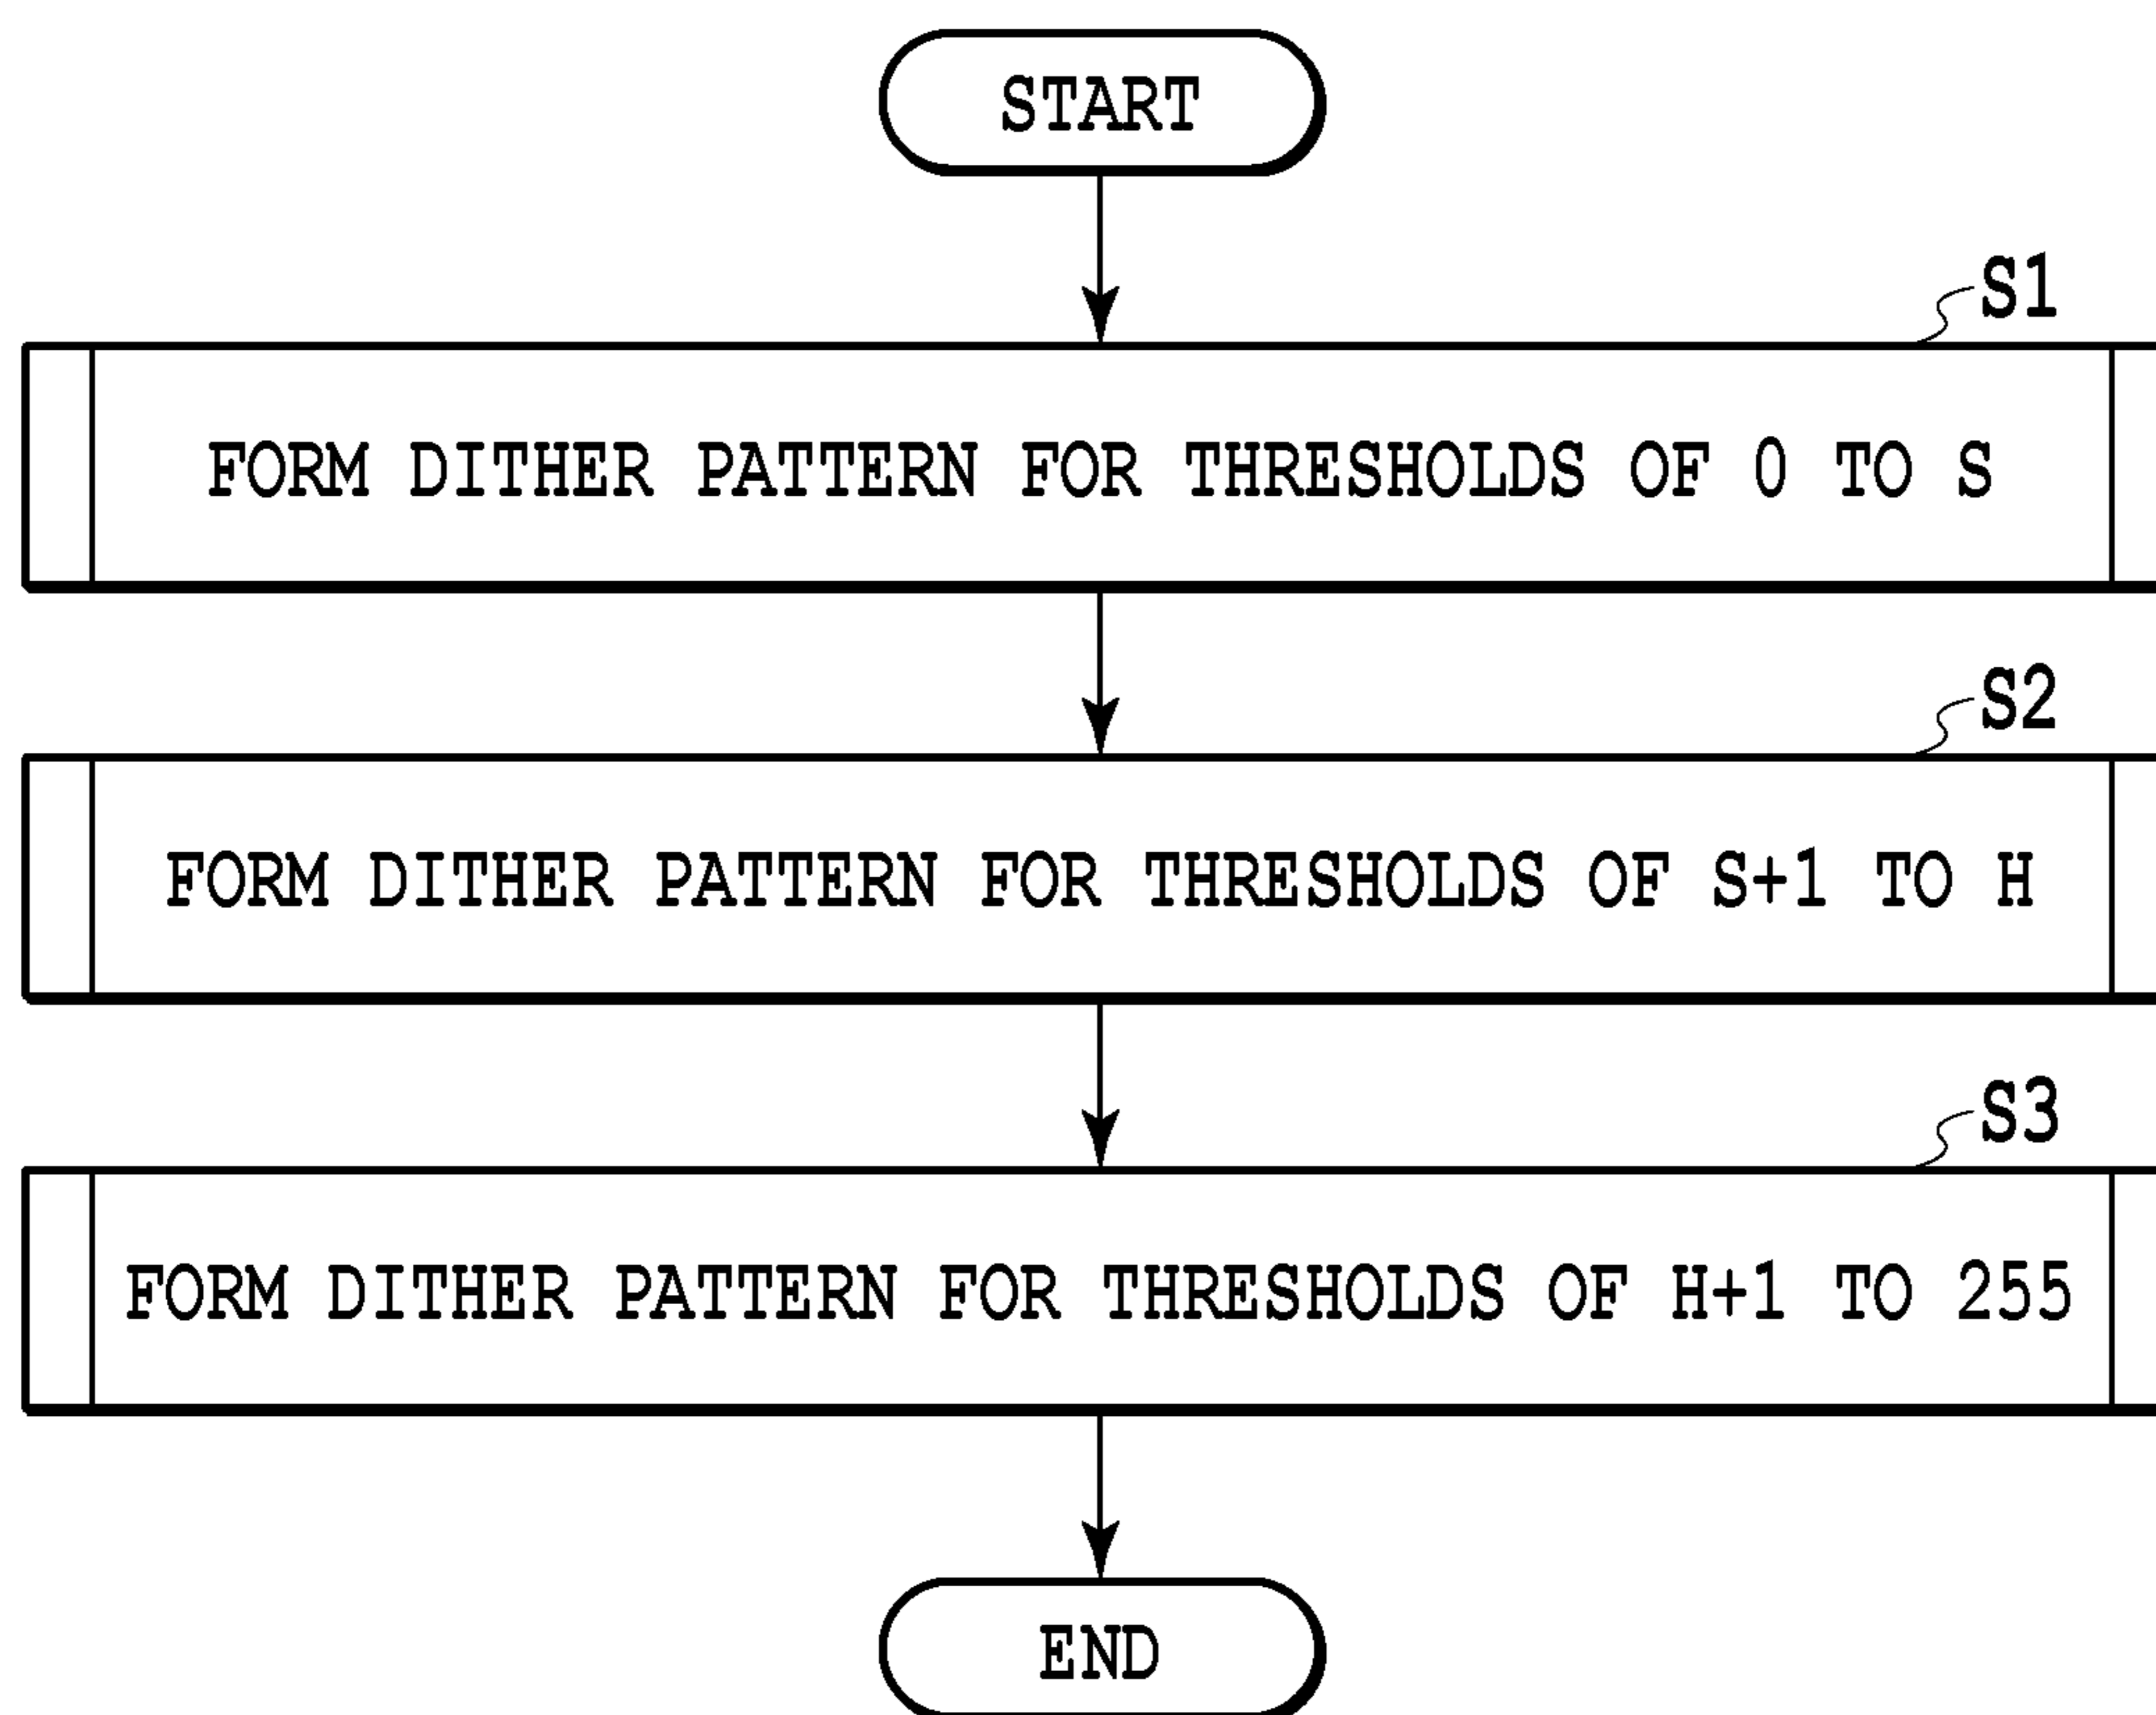 START
S1
FORM DITHER PATTERN FOR THRESHOLDS OF 0 TO S
S2
FORM DITHER PATTERN FOR THRESHOLDS OF S+1 TO H
S3
FORM DITHER PATTERN FOR THRESHOLDS OF H+1 TO 255
END